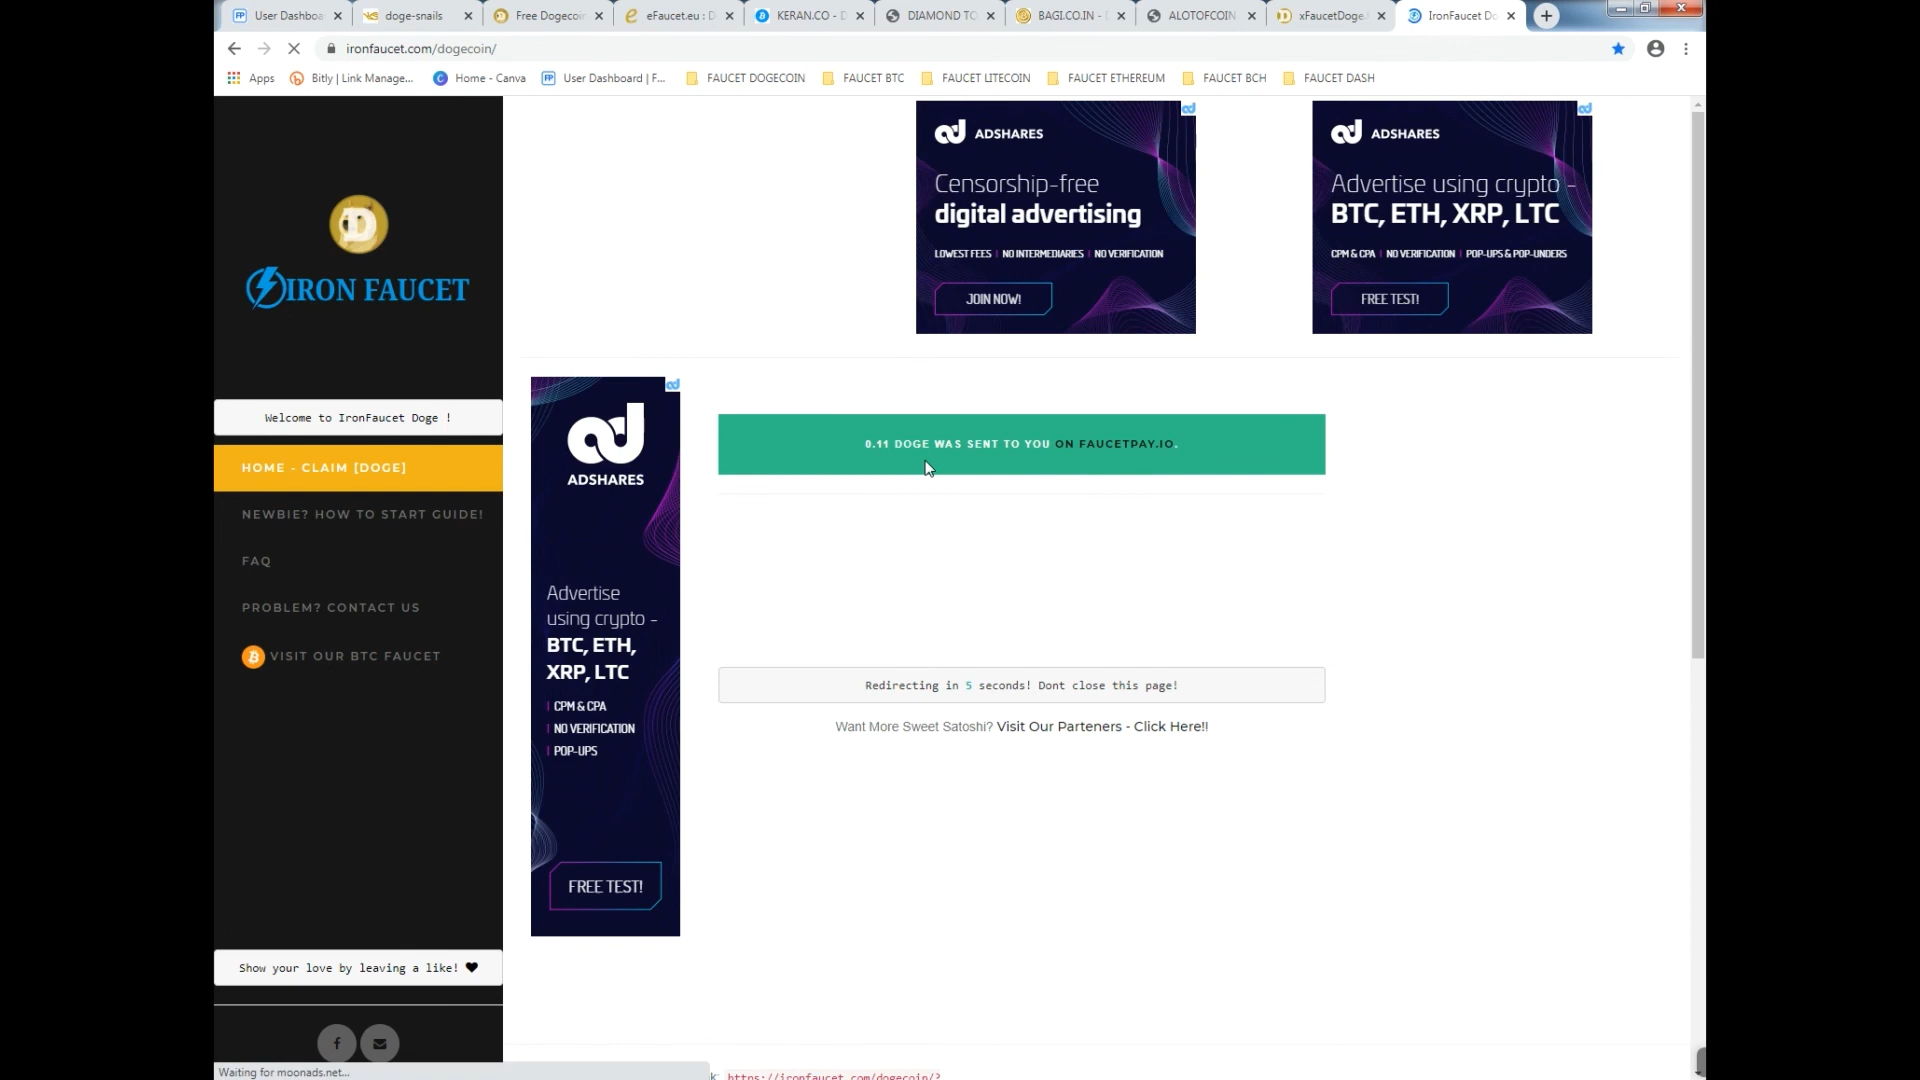 User Dashboa
doge-snails
Free Dogecoin
eFaucet.eu : D
KERAN.CO - D
DIAMOND TO
BAGI.CO.IN -
ALOTOFCOIN
xFaucetDoge.
IronFaucet Do
ironfaucet.com/dogecoin/
Apps
Bitly | Link Manage...
Home - Canva
User Dashboard | F...
FAUCET DOGECOIN
FAUCET BTC
FAUCET LITECOIN
FAUCET ETHEREUM
FAUCET BCH
FAUCET DASH
IRON FAUCET
Welcome to IronFaucet Doge !
HOME - CLAIM [DOGE]
NEWBIE? HOW TO START GUIDE!
FAQ
PROBLEM? CONTACT US
VISIT OUR BTC FAUCET
Show your love by leaving a like! ♥
Waiting for moonads.net...
ADSHARES
Censorship-free
digital advertising
LOWEST FEES | NO INTERMEDIARIES | NO VERIFICATION
JOIN NOW!
ADSHARES
Advertise using crypto -
BTC, ETH, XRP, LTC
CPM & CPA | NO VERIFICATION | POP-UPS & POP-UNDERS
FREE TEST!
ADSHARES
Advertise
using crypto -
BTC, ETH,
XRP, LTC
CPM & CPA
NO VERIFICATION
POP-UPS
FREE TEST!
0.11 DOGE WAS SENT TO YOU ON FAUCETPAY.IO.
Redirecting in 5 seconds! Dont close this page!
Want More Sweet Satoshi? Visit Our Parteners - Click Here!!
k: https://ironfaucet.com/dogecoin/?